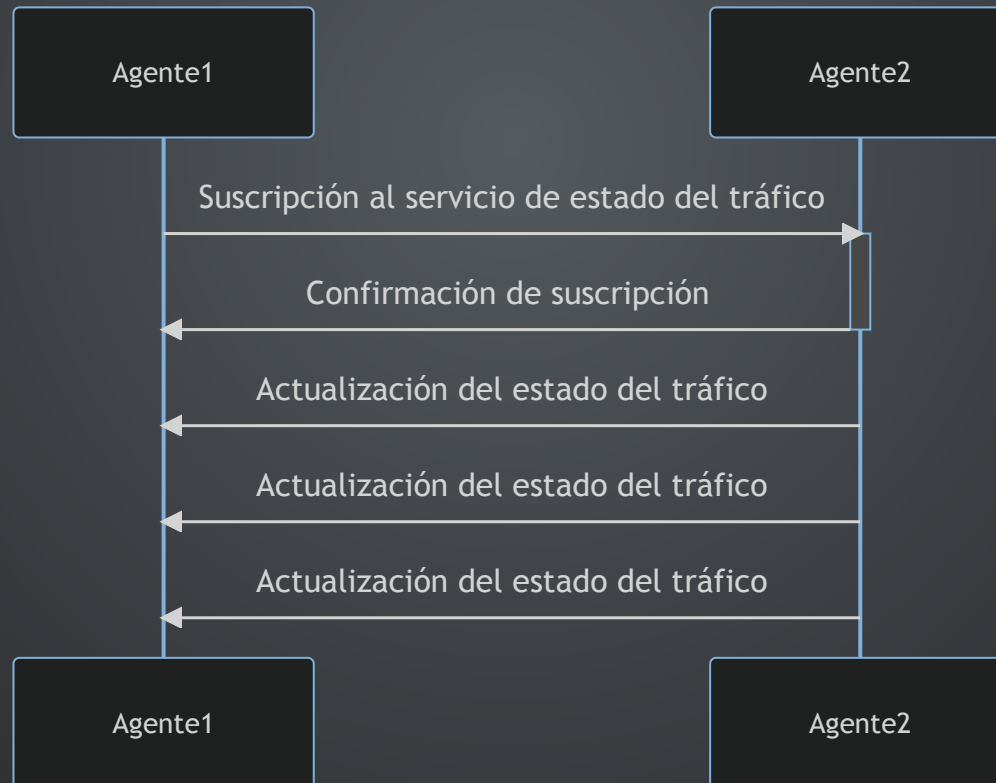 Agente1
Agente2
Suscripción al servicio de estado del tráfico
Confirmación de suscripción
Actualización del estado del tráfico
Actualización del estado del tráfico
Actualización del estado del tráfico
Agente1
Agente2